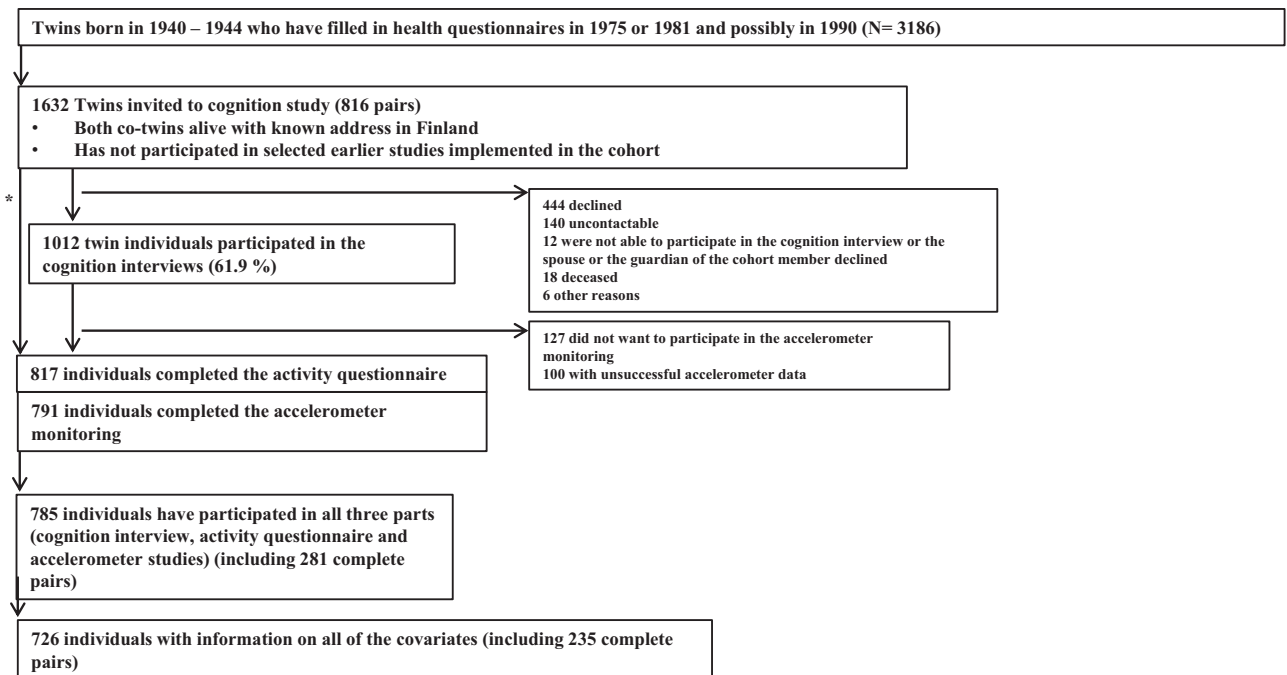 Twins born in 1940 – 1944 who have filled in health questionnaires in 1975 or 1981 and possibly in 1990 (N= 3186)
1632 Twins invited to cognition study (816 pairs)
• Both co-twins alive with known address in Finland
• Has not participated in selected earlier studies implemented in the cohort
*
444 declined
140 uncontactable
12 were not able to participate in the cognition interview or the
spouse or the guardian of the cohort member declined
18 deceased
6 other reasons
1012 twin individuals participated in the
cognition interviews (61.9 %)
127 did not want to participate in the accelerometer
monitoring
100 with unsuccessful accelerometer data
817 individuals completed the activity questionnaire
791 individuals completed the accelerometer
monitoring
785 individuals have participated in all three parts
(cognition interview, activity questionnaire and
accelerometer studies) (including 281 complete
pairs)
726 individuals with information on all of the covariates (including 235 complete
pairs)